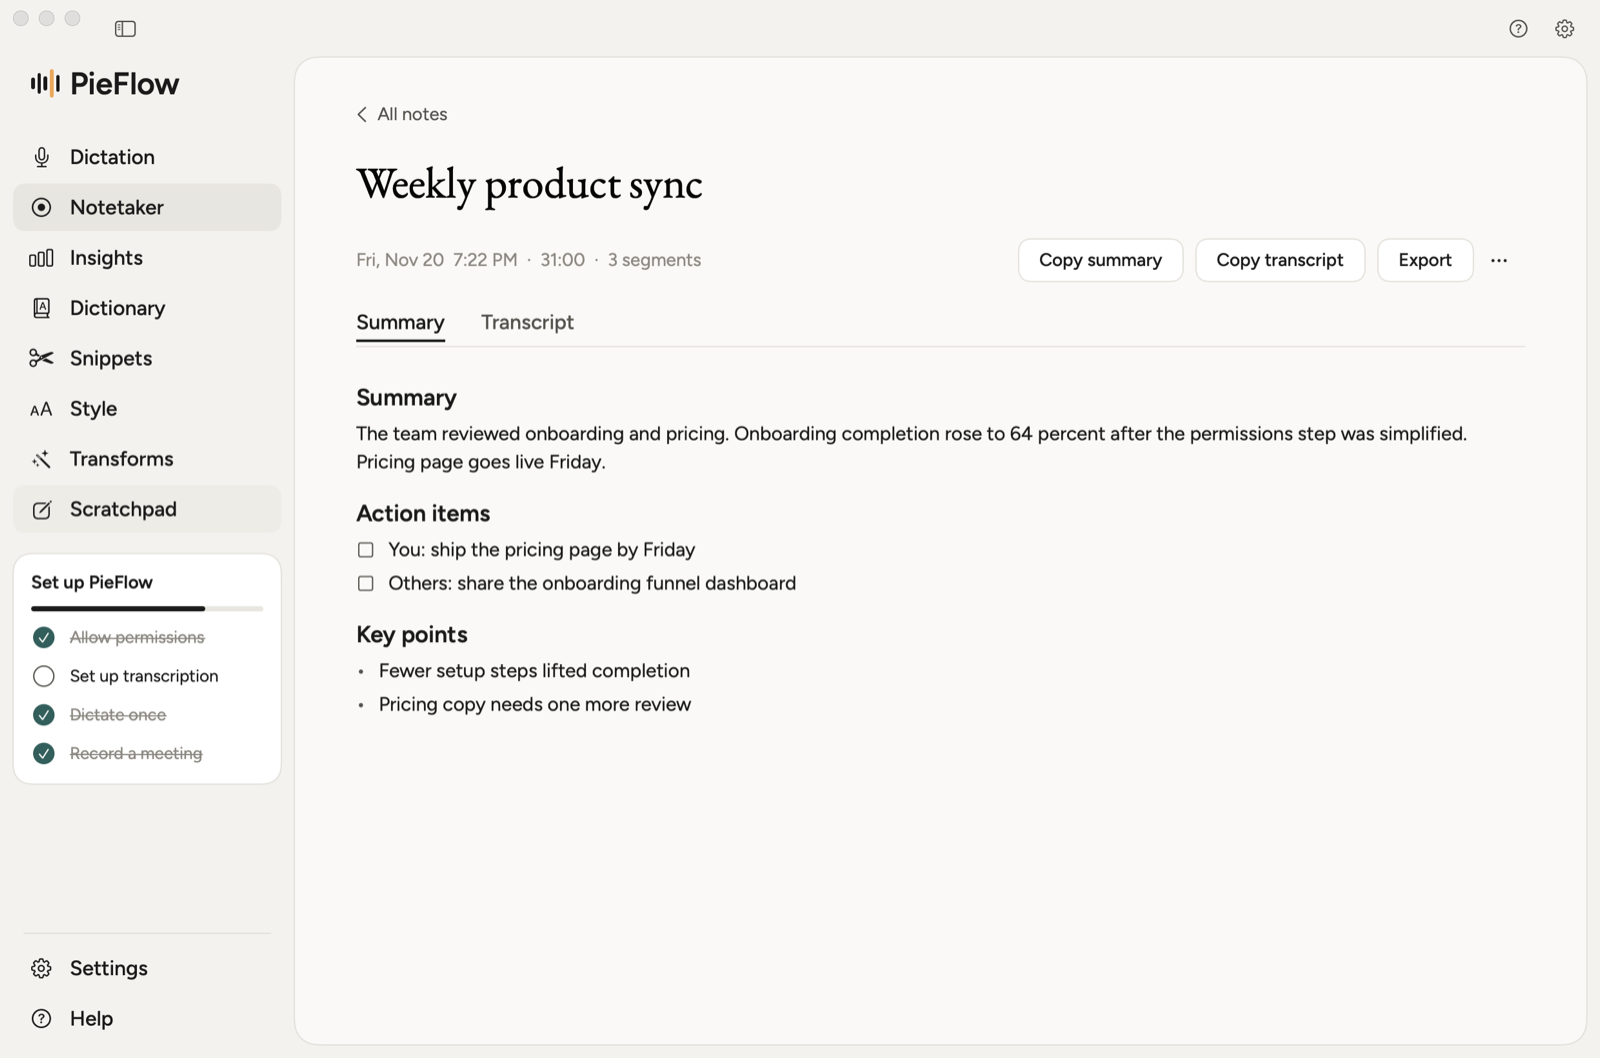 PieFlow
Dictation
Notetaker
Insights
Dictionary
Snippets
Style
Transforms
Scratchpad
Set up PieFlow
Allow permissions
Set up transcription
Dictate once
Record a meeting
Settings
Help
All notes
Weekly product sync
Fri, Nov 20 7:22 PM · 31:00 · 3 segments
Copy summary
Copy transcript
Export
Summary
Transcript
Summary
The team reviewed onboarding and pricing. Onboarding completion rose to 64 percent after the permissions step was simplified.
Pricing page goes live Friday.
Action items
You: ship the pricing page by Friday
Others: share the onboarding funnel dashboard
Key points
• Fewer setup steps lifted completion
• Pricing copy needs one more review